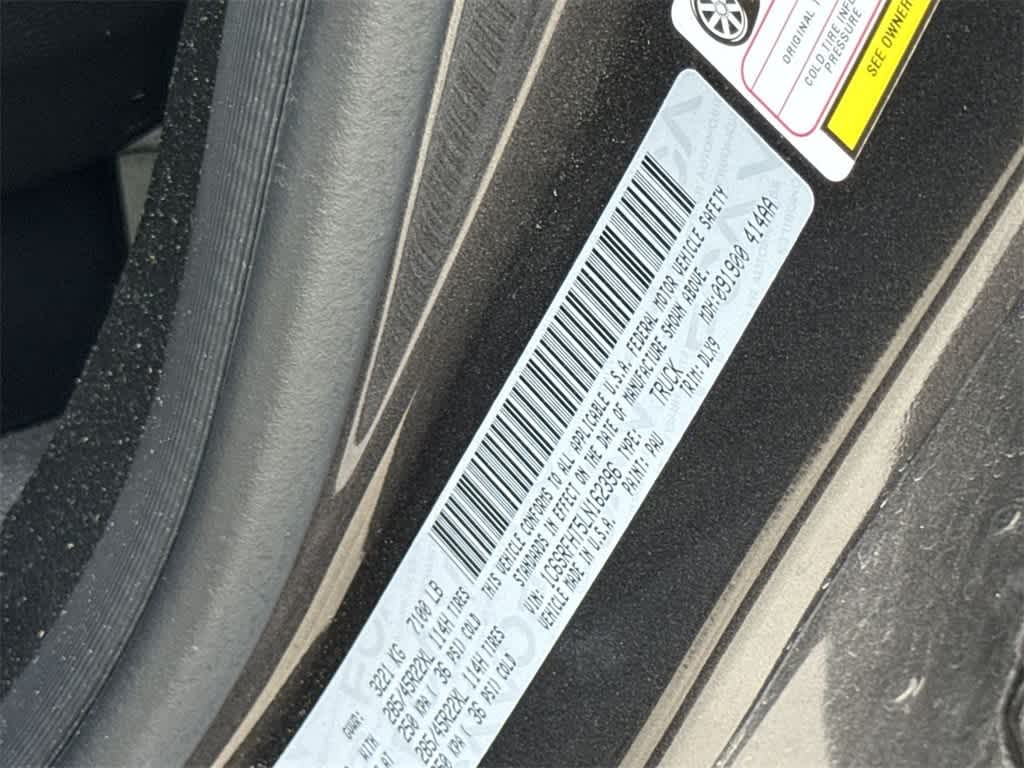 ORIGINAL
COLD TIRE
PRESSURE
SEE OWNER
GVWR: 3221 KG 7100 LB
WITH 285/45R22XL 114H TIRES
AT 250 KPA ( 36 PSI COLD
285/45R22XL 114H TIRES
KPA ( 36 PSI COLD
THIS VEHICLE CONFORMS TO ALL APPLICABLE U.S.A. FEDERAL MOTOR VEHICLE SAFETY
STANDARDS IN EFFECT ON THE DATE OF MANUFACTURE SHOWN ABOVE.
VIN: 1C6SRFHT5LN162396 TYPE: TRUCK MDH:091900 414AA
VEHICLE MADE IN U.S.A. PAINT: PAU TRIM: DLX9